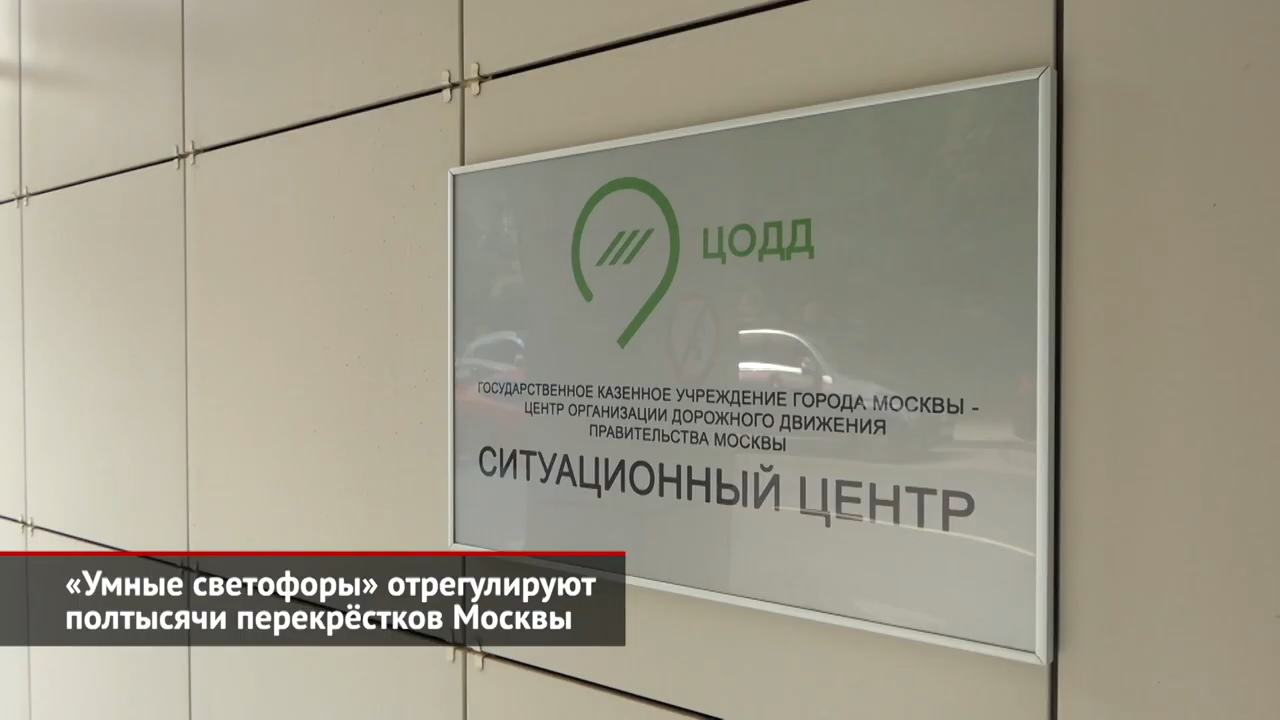 ЦОДД
ГОСУДАРСТВЕННОЕ КАЗЕННОЕ УЧРЕЖДЕНИЕ ГОРОДА МОСКВЫ -
ЦЕНТР ОРГАНИЗАЦИИ ДОРОЖНОГО ДВИЖЕНИЯ
ПРАВИТЕЛЬСТВА МОСКВЫ
СИТУАЦИОННЫЙ ЦЕНТР
«Умные светофоры» отрегулируют
полтысячи перекрёстков Москвы